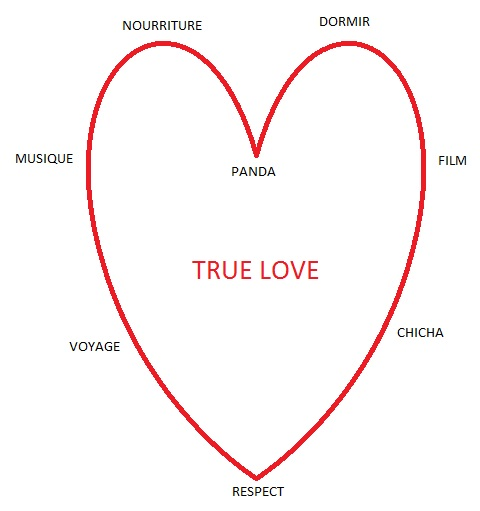 NOURRITURE
DORMIR
MUSIQUE
FILM
PANDA
TRUE LOVE
CHICHA
VOYAGE
RESPECT